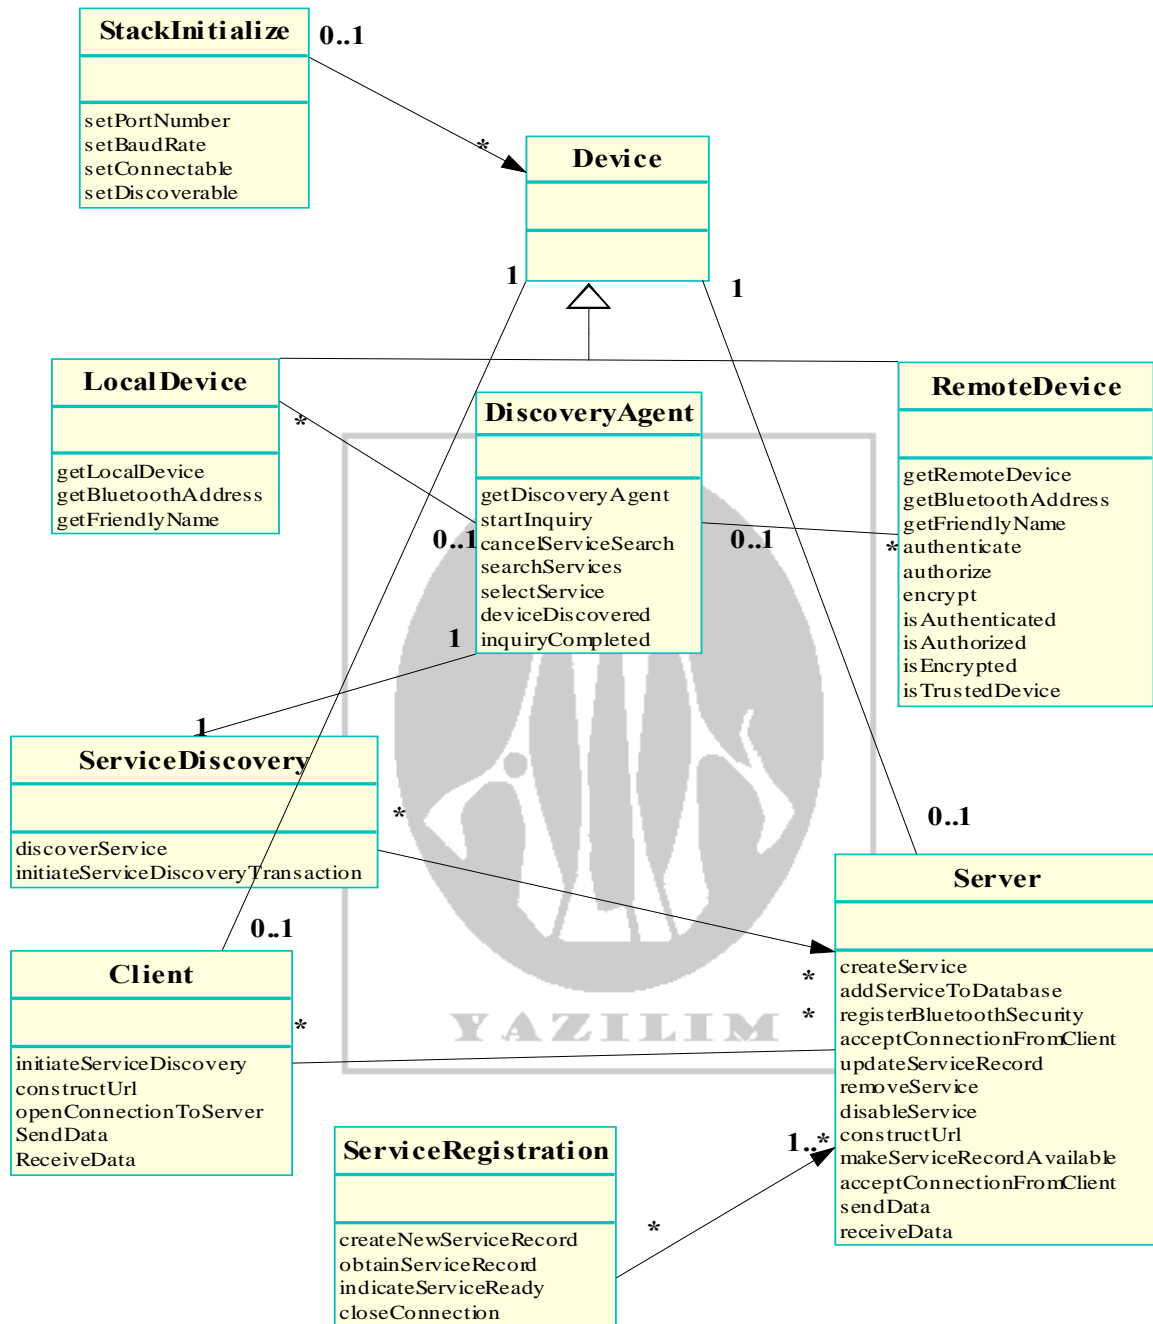 StackInitialize
0..1
setPortNumber
setBaudRate
setConnectable
setDiscoverable
*
Device
1
1
LocalDevice
*
getLocalDevice
getBluetoothAddress
getFriendlyName
DiscoveryAgent
getDiscoveryAgent
startInquiry
cancelServiceSearch
searchServices
selectService
deviceDiscovered
inquiryCompleted
0..1
0..1
*
1
RemoteDevice
getRemoteDevice
getBluetoothAddress
getFriendlyName
authenticate
authorize
encrypt
isAuthenticated
isAuthorized
isEncrypted
isTrustedDevice
1
ServiceDiscovery
*
discoverService
initiateServiceDiscoveryTransaction
0..1
0..1
Server
*
*
createService
addServiceToDatabase
registerBluetoothSecurity
acceptConnectionFromClient
updateServiceRecord
removeService
disableService
constructUrl
makeServiceRecordAvailable
acceptConnectionFromClient
sendData
receiveData
Client
*
initiateServiceDiscovery
constructUrl
openConnectionToServer
SendData
ReceiveData
YAZILIM
ServiceRegistration
1..*
*
createNewServiceRecord
obtainServiceRecord
indicateServiceReady
closeConnection